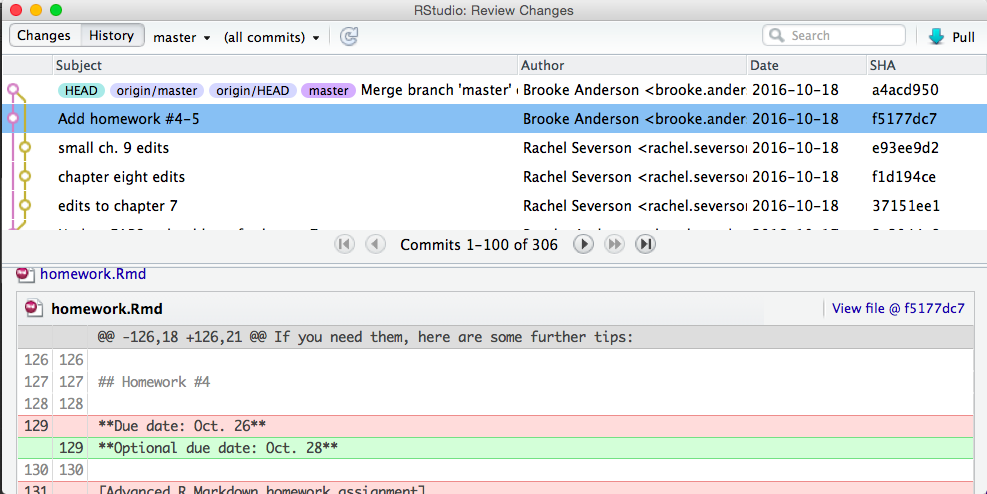 RStudio: Review Changes
Changes History master (all commits) Search Pull
Subject Author Date SHA
HEAD origin/master origin/HEAD master Merge branch 'master' Brooke Anderson <brooke.ander 2016-10-18 a4acd950
Add homework #4-5 Brooke Anderson <brooke.ander 2016-10-18 f5177dc7
small ch. 9 edits Rachel Severson <rachel.severso 2016-10-18 e93ee9d2
chapter eight edits Rachel Severson <rachel.severso 2016-10-18 f1d194ce
edits to chapter 7 Rachel Severson <rachel.severso 2016-10-18 37151ee1
Commits 1-100 of 306
homework.Rmd
homework.Rmd View file @ f5177dc7
@@ -126,18 +126,21 @@ If you need them, here are some further tips:
126 126
127 127 ## Homework #4
128 128
129 **Due date: Oct. 26**
129 **Optional due date: Oct. 28**
130 130
131 [Advanced R Markdown homework assignment]